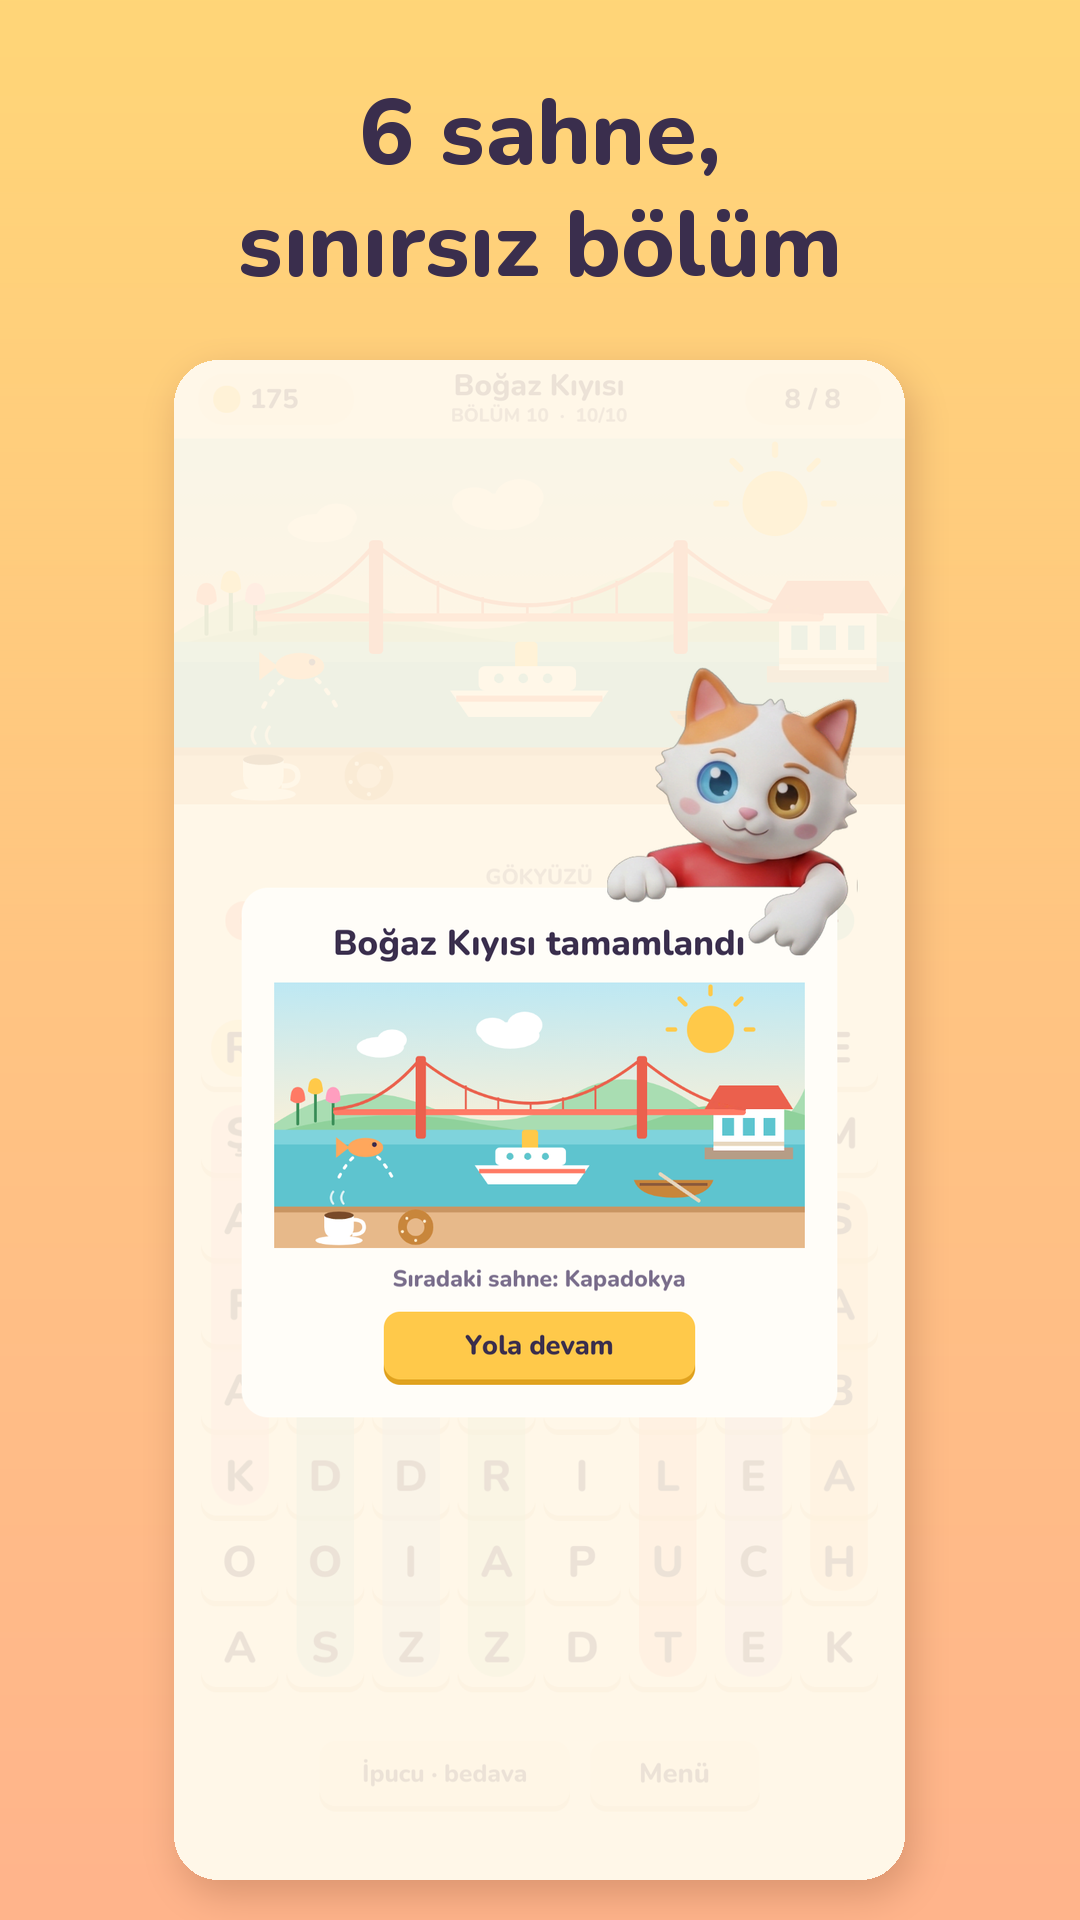 6 sahne,
sınırsız bölüm
175
Boğaz Kıyısı
8 / 8
BÖLÜM 10 · 10/10
GÖKYÜZÜ
Boğaz Kıyısı tamamlandı
Sıradaki sahne: Kapadokya
Yola devam
E
M
S
A
B
K D D R I L E A
O O I A P U C H
A S Z Z D T E K
İpucu · bedava
Menü